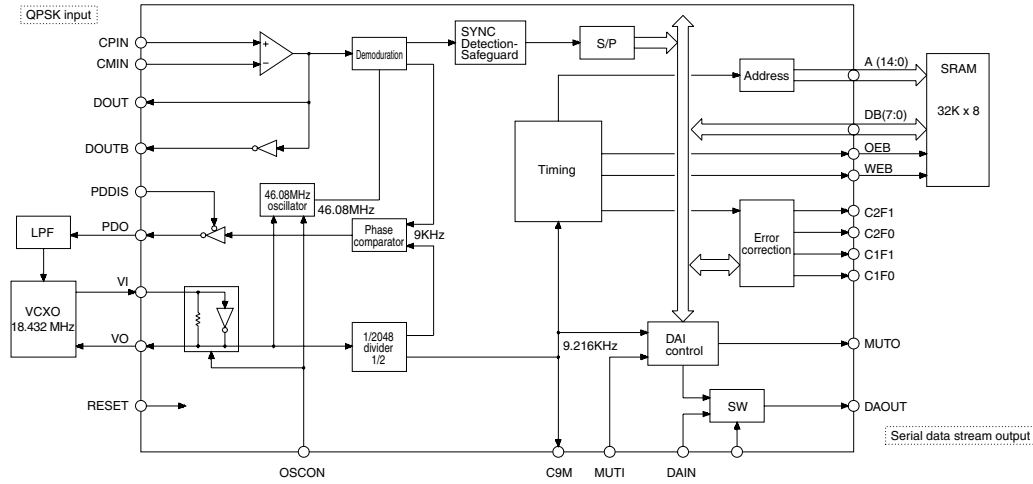 QPSK input
CPIN
CMIN
DOUT
DOUTB
PDDIS
PDO
LPF
VI
VCXO
18.432 MHz
VO
RESET
+
−
Demoduration
SYNC
Detection-
Safeguard
S/P
46.08MHz
oscillator
46.08MHz
Phase
comparator
9KHz
1/2048
divider
1/2
Timing
Address
Error
correction
9.216KHz
DAI
control
SW
A (14:0)
SRAM
32K x 8
DB(7:0)
OEB
WEB
C2F1
C2F0
C1F1
C1F0
MUTO
DAOUT
Serial data stream output
OSCON
C9M
MUTI
DAIN